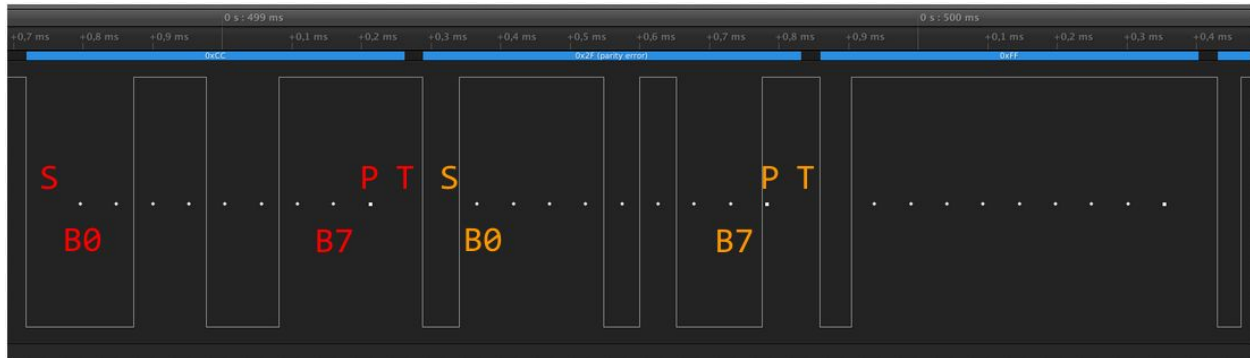 0 s : 499 ms 0 s : 500 ms
+0,7 ms +0,8 ms +0,9 ms +0,1 ms +0,2 ms +0,3 ms +0,4 ms +0,5 ms +0,6 ms +0,7 ms +0,8 ms +0,9 ms +0,1 ms +0,2 ms +0,3 ms +0,4 ms
0xCC 0x2F (parity error) 0xFF
S P T S P T
B0 B7 B0 B7